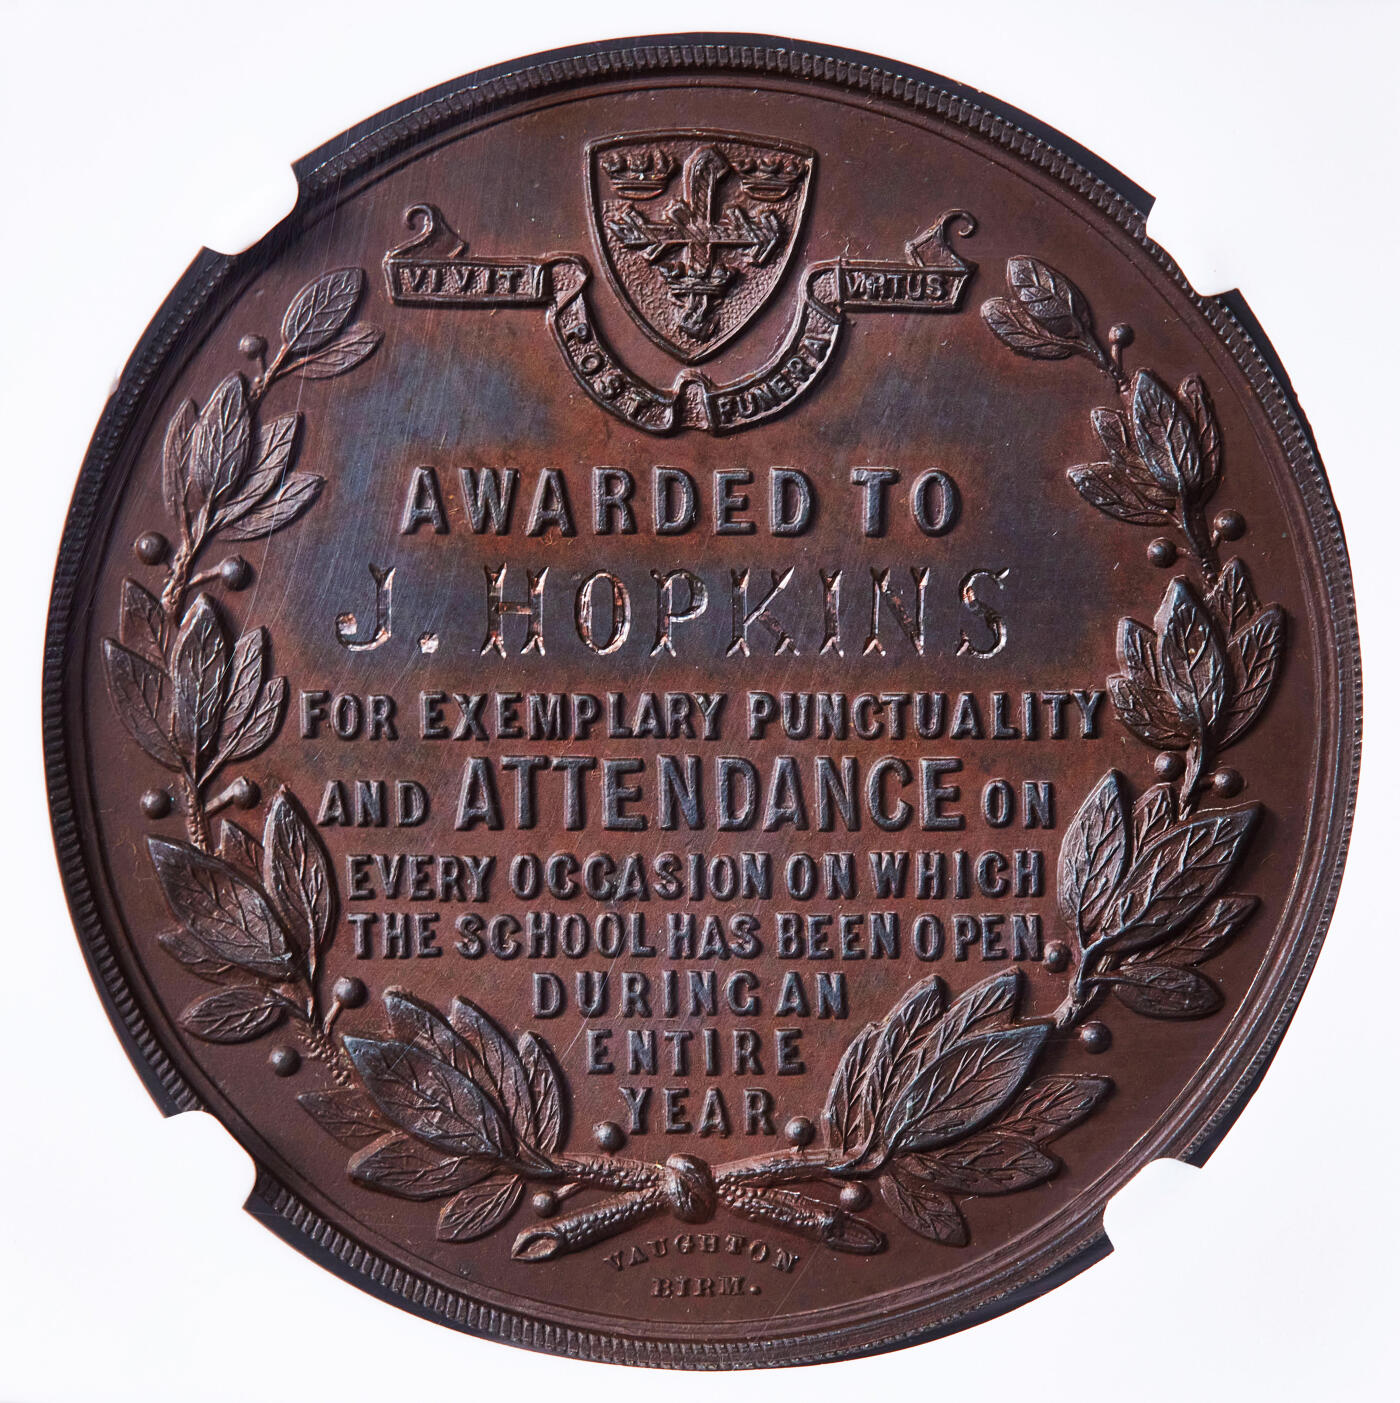 VIVIT POST FUNERA VIRTUS
AWARDED TO
J. HOPKINS
FOR EXEMPLARY PUNCTUALITY
AND ATTENDANCE ON
EVERY OCCASION ON WHICH
THE SCHOOL HAS BEEN OPEN
DURING AN
ENTIRE
YEAR
VAUGHTON
BIRM.